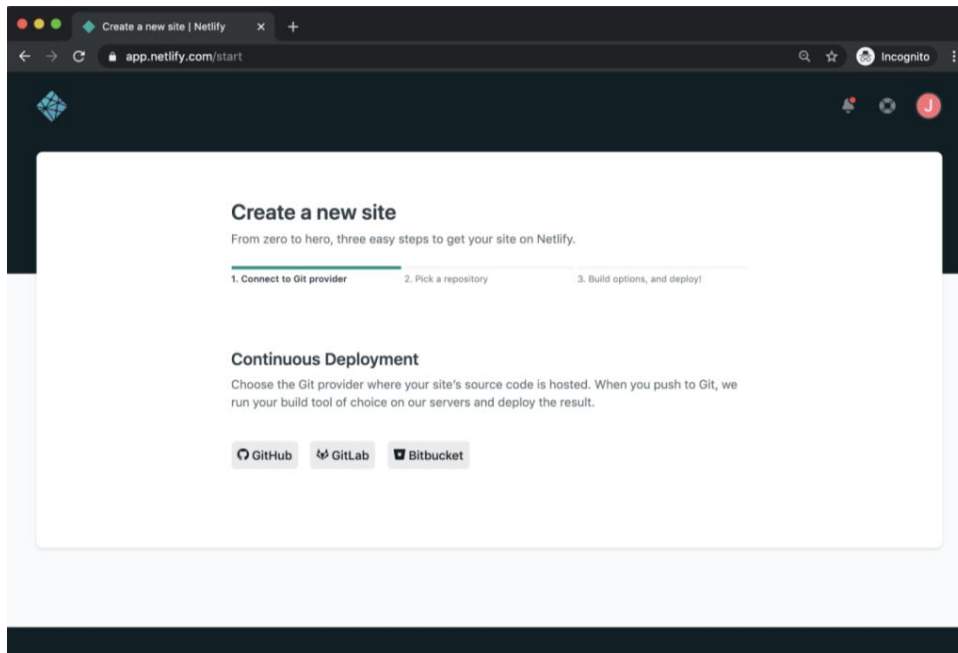 Create a new site | Netlify
app.netlify.com/start
Incognito
J
Create a new site
From zero to hero, three easy steps to get your site on Netlify.
1. Connect to Git provider 2. Pick a repository 3. Build options, and deploy!
Continuous Deployment
Choose the Git provider where your site's source code is hosted. When you push to Git, we
run your build tool of choice on our servers and deploy the result.
GitHub GitLab Bitbucket